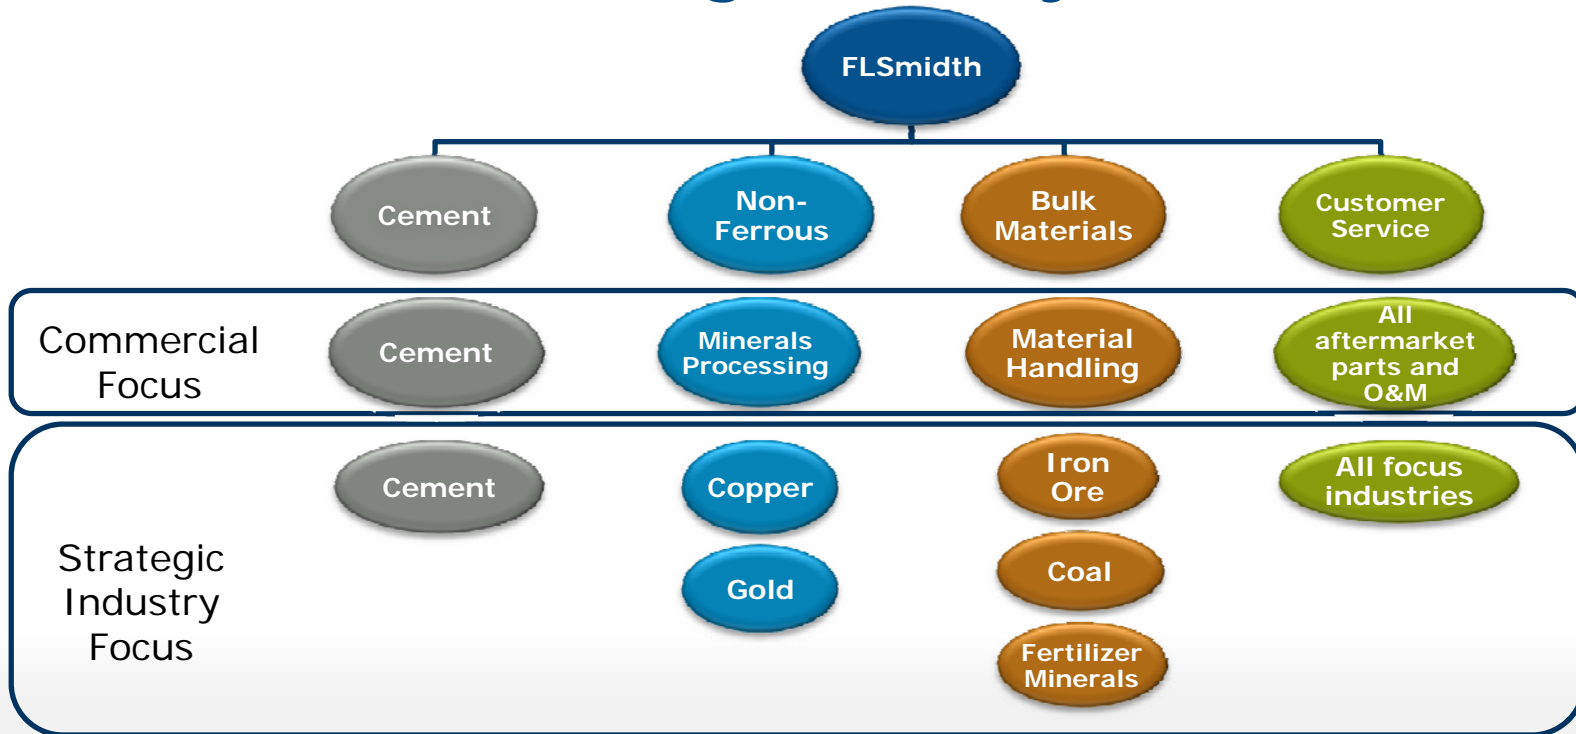 FLSmidth
Cement
Non-
Ferrous
Bulk
Materials
Customer
Service
Commercial
Focus
Cement
Minerals
Processing
Material
Handling
All
aftermarket
parts and
O&M
Strategic
Industry
Focus
Cement
Copper
Gold
Iron
Ore
Coal
Fertilizer
Minerals
All focus
industries